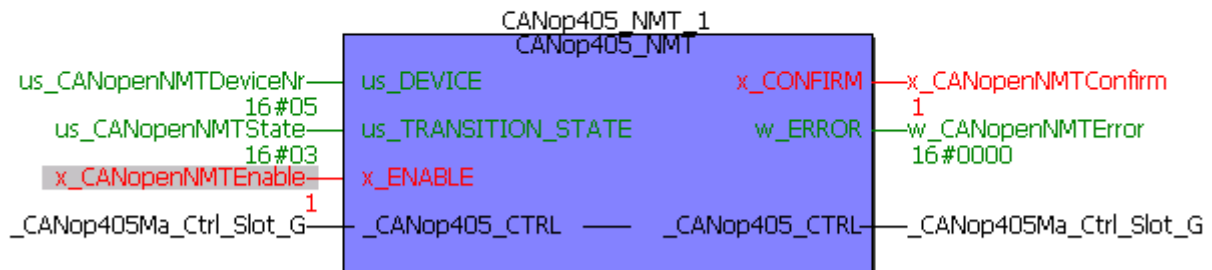 CANop405_NMT_1
CANop405_NMT
us_CANopenNMTDeviceNr us_DEVICE x_CONFIRM x_CANopenNMTConfirm
16#05 1
us_CANopenNMTState us_TRANSITION_STATE w_ERROR w_CANopenNMTError
16#03 16#0000
x_CANopenNMTEnable x_ENABLE
1
_CANop405Ma_Ctrl_Slot_G _CANop405_CTRL _CANop405_CTRL _CANop405Ma_Ctrl_Slot_G